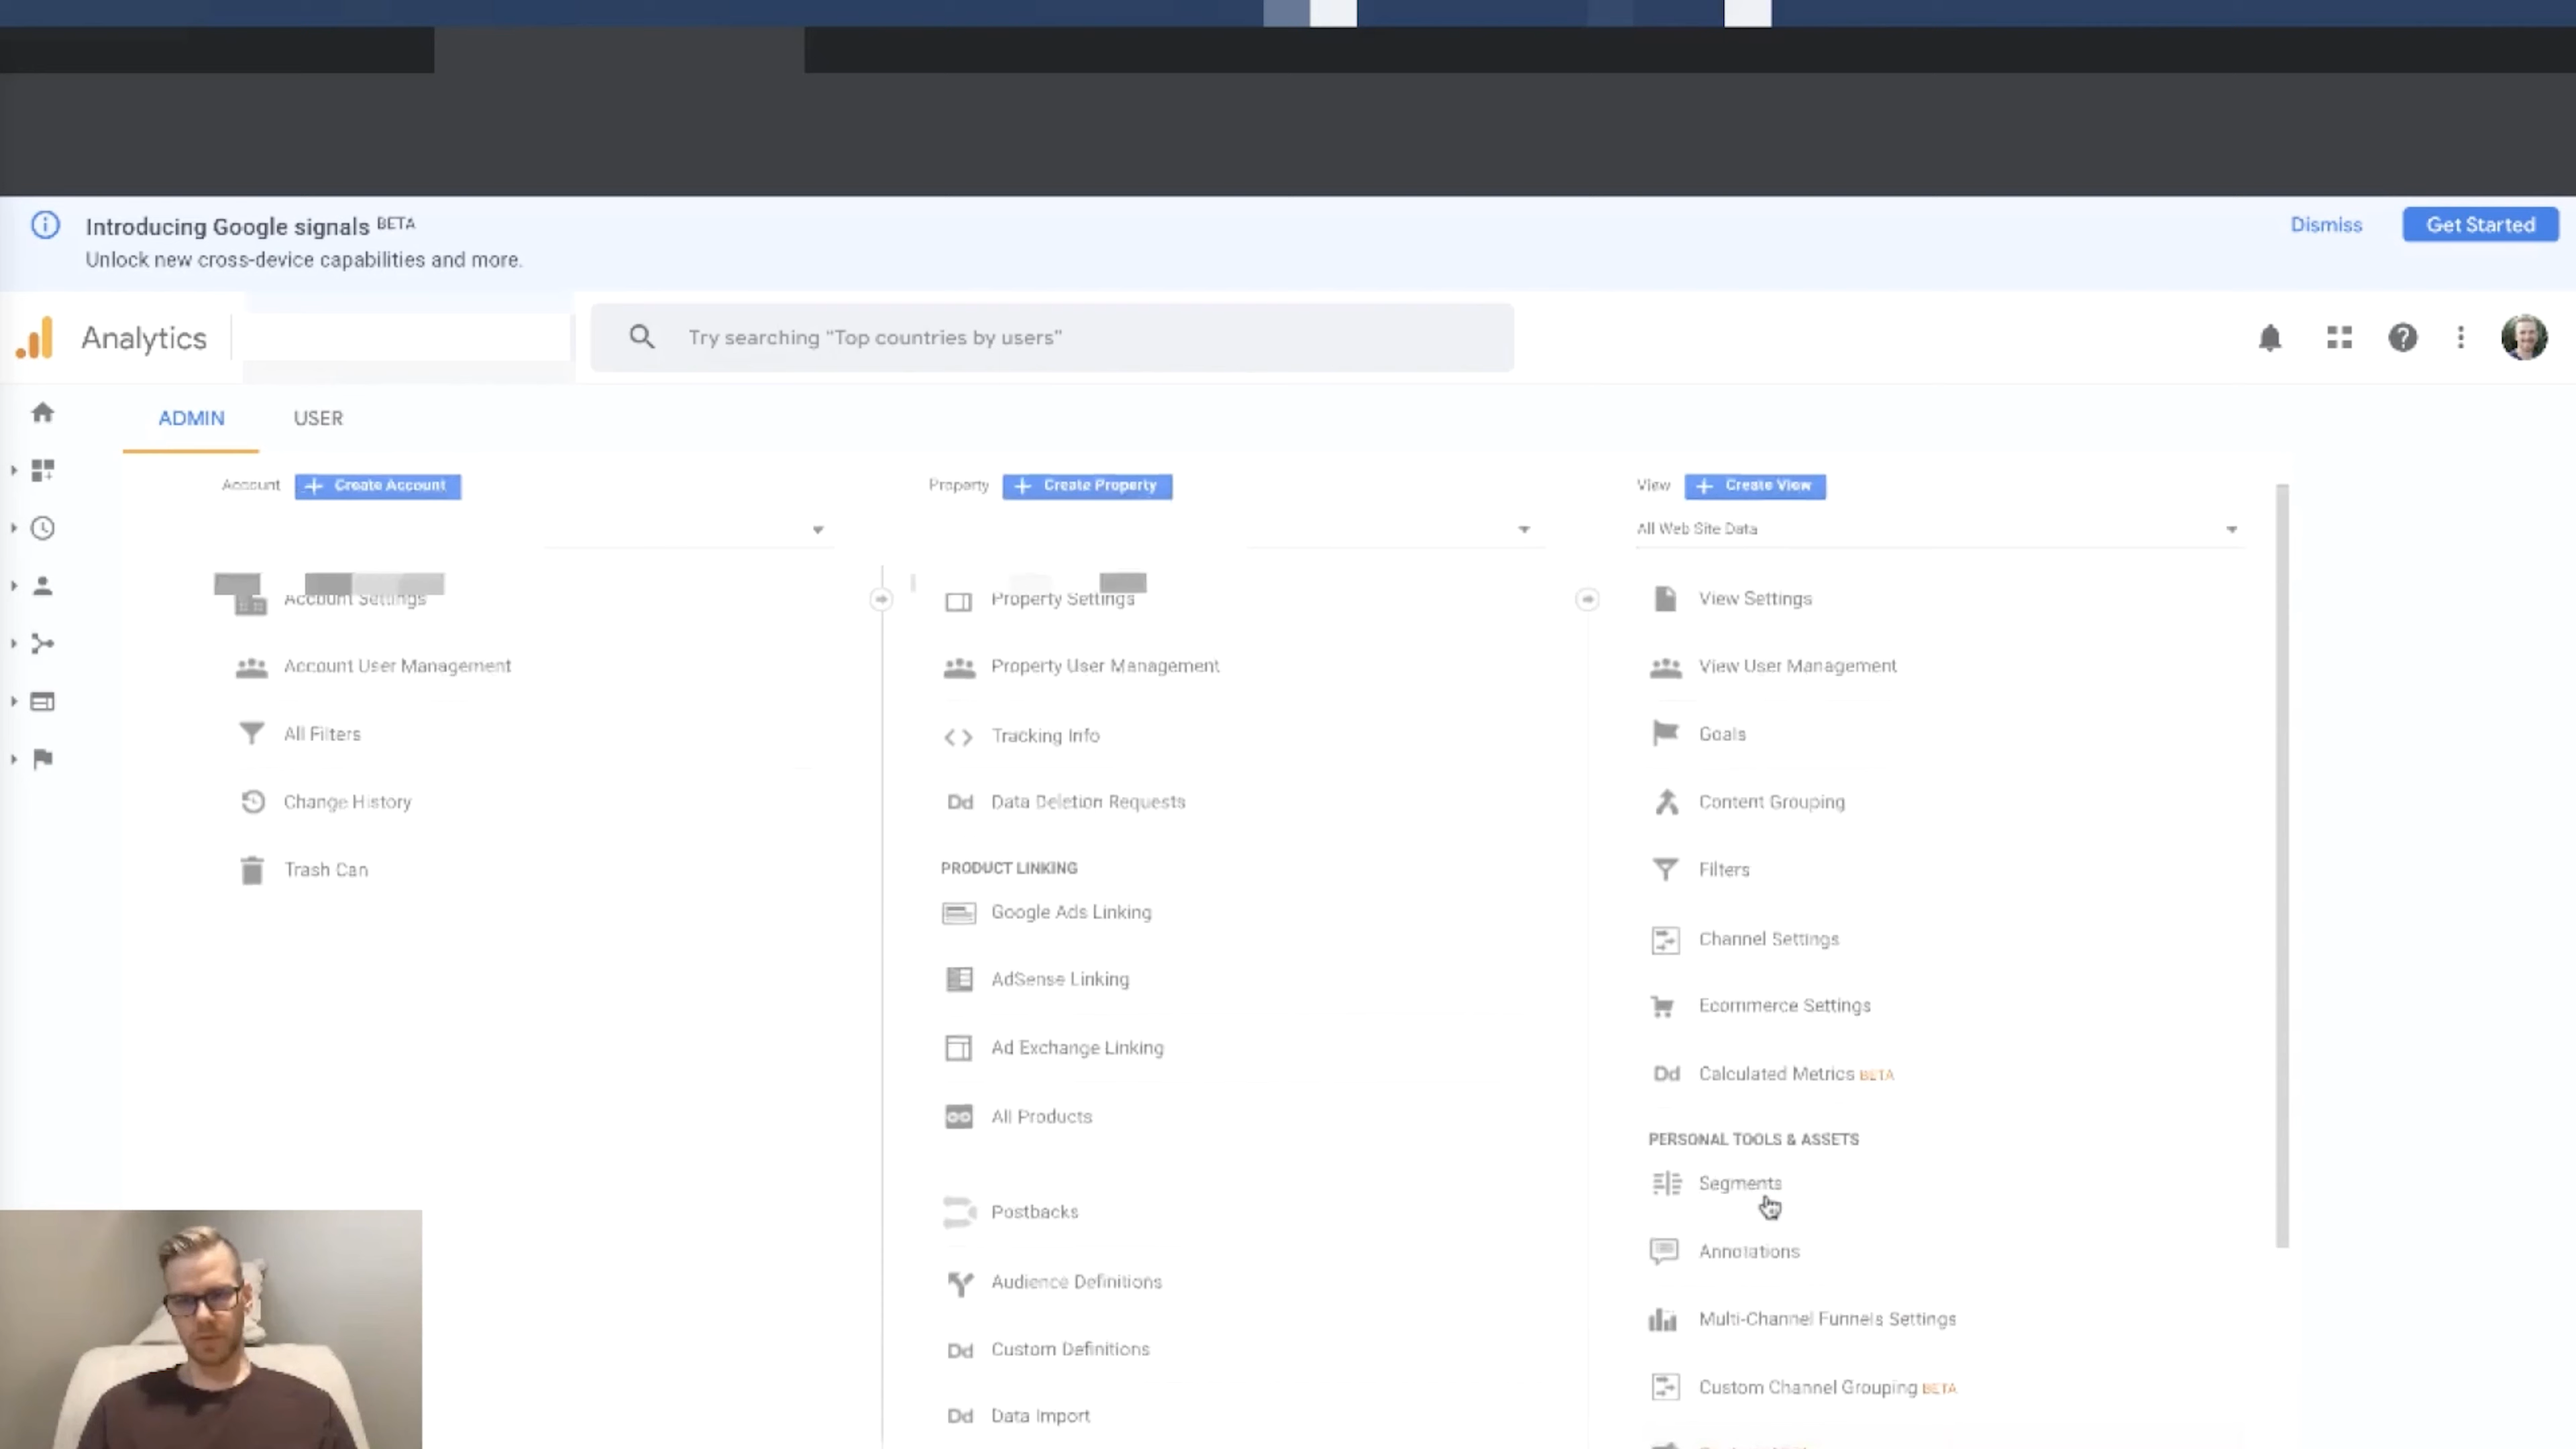 Introducing Google signals BETA
Unlock new cross-device capabilities and more.
Dismiss
Get Started
Analytics
Try searching "Top countries by users"
ADMIN
USER
Account
Create Account
Account Settings
Account User Management
All Filters
Change History
Trash Can
Property
Create Property
Property Settings
Property User Management
Tracking Info
Dd Data Deletion Requests
PRODUCT LINKING
Google Ads Linking
AdSense Linking
Ad Exchange Linking
All Products
Postbacks
Audience Definitions
Dd Custom Definitions
Dd Data Import
View
Create View
All Web Site Data
View Settings
View User Management
Goals
Content Grouping
Filters
Channel Settings
Ecommerce Settings
Dd Calculated Metrics BETA
PERSONAL TOOLS & ASSETS
Segments
Annotations
Multi-Channel Funnels Settings
Custom Channel Grouping BETA